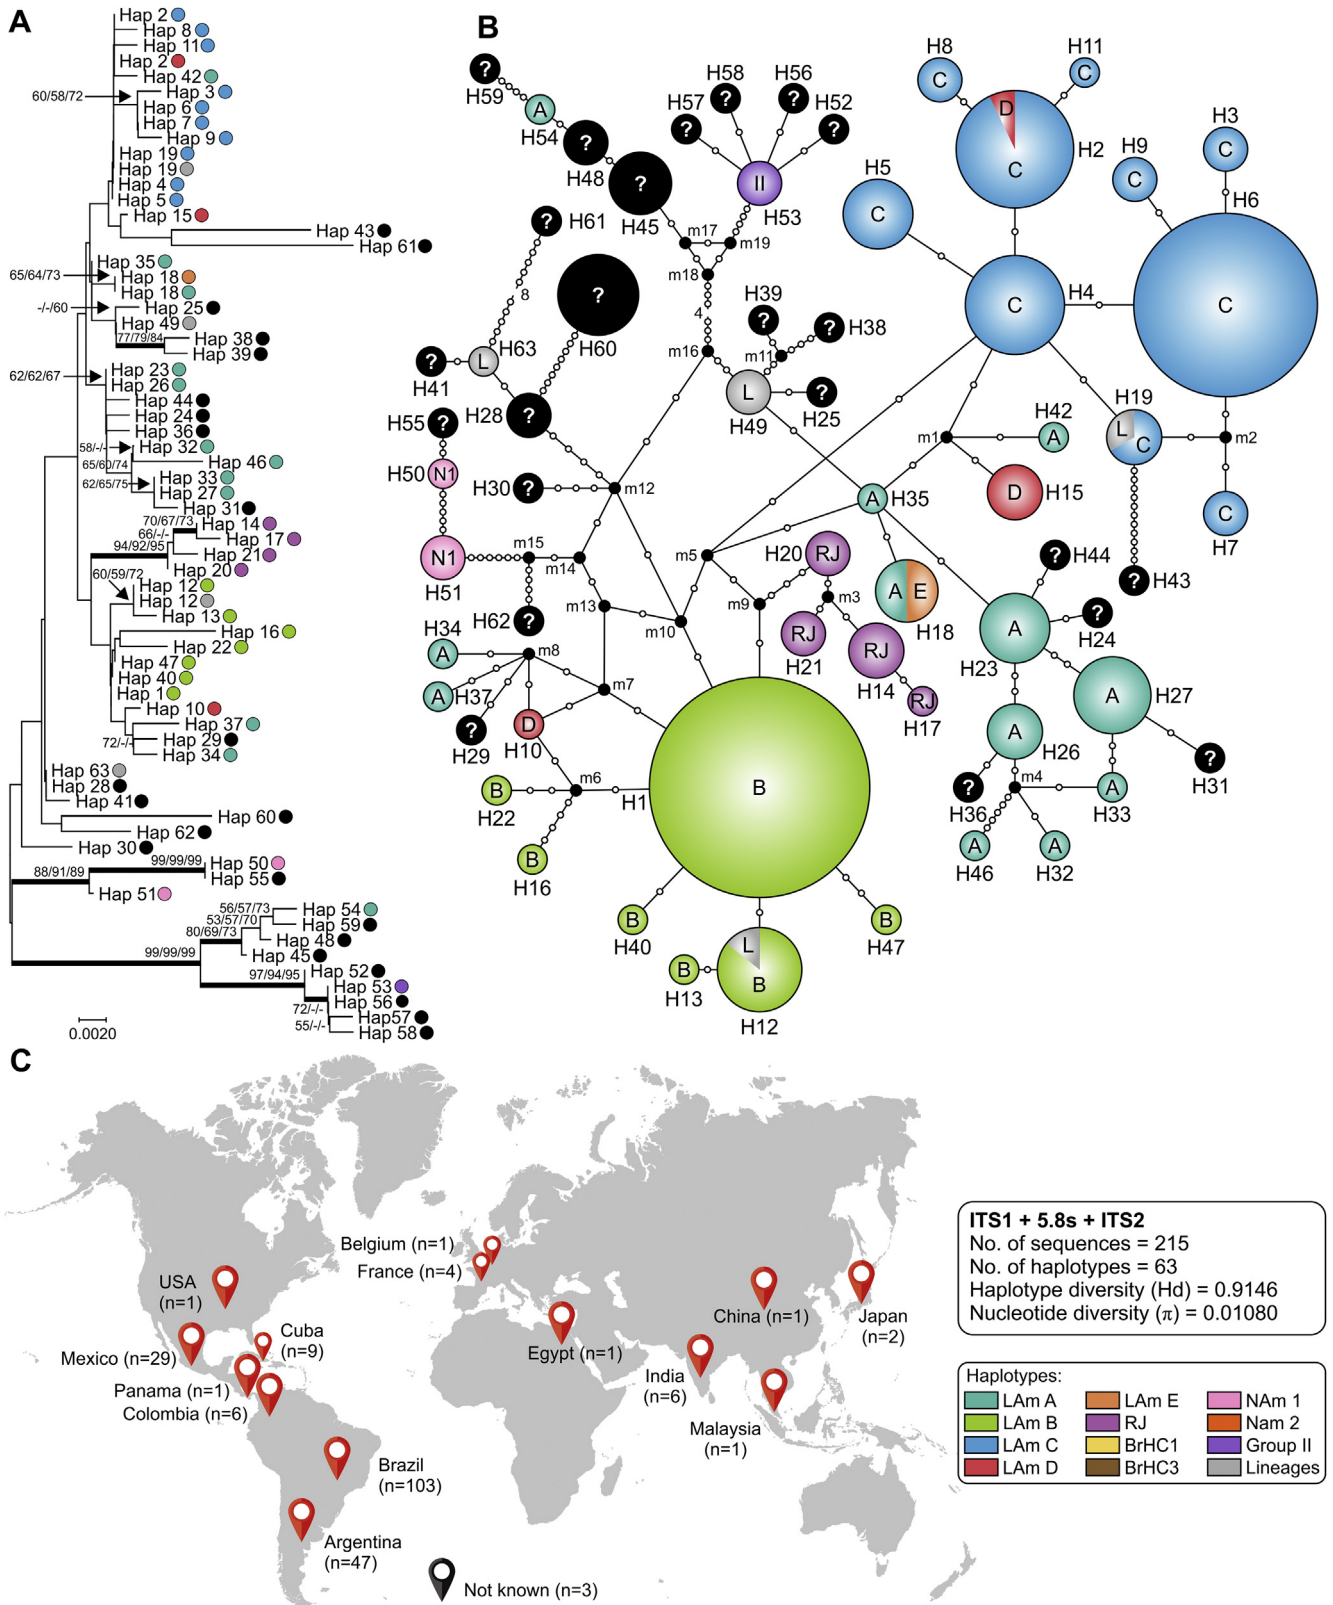 A
Hap 2
Hap 8
Hap 11
Hap 2
Hap 42
60/58/72
Hap 3
Hap 6
Hap 7
Hap 9
Hap 19
Hap 19
Hap 4
Hap 5
Hap 15
Hap 43
Hap 61
Hap 35
65/64/73
Hap 18
Hap 18
-/-/60
Hap 25
Hap 49
77/79/84
Hap 38
Hap 39
62/62/67
Hap 23
Hap 26
Hap 44
Hap 24
Hap 36
58/-/-
Hap 32
65/60/74
Hap 46
62/65/75
Hap 33
Hap 27
Hap 31
70/67/73
Hap 14
66/-/-
Hap 17
94/92/95
Hap 21
Hap 20
60/59/72
Hap 12
Hap 12
Hap 13
Hap 16
Hap 22
Hap 47
Hap 40
Hap 1
Hap 10
Hap 37
72/-/-
Hap 29
Hap 34
Hap 63
Hap 28
Hap 41
Hap 60
Hap 62
Hap 30
99/99/99
Hap 50
88/91/89
Hap 55
Hap 51
56/57/73
Hap 54
53/57/70
Hap 59
80/69/73
Hap 48
99/99/99
Hap 45
97/94/95
Hap 52
Hap 53
Hap 56
72/-/-
Hap57
55/-/-
Hap 58
0.0020
B
?
H59
A
H54
?
H48
?
H45
H58
?
H56
?
H57
?
H52
?
II
H53
m17
m19
m18
4
m16
? H61
8
?
H60
H63
L
?
H41
H28 ?
H39
?
? H38
m11
L
H49
?
H25
H55 ?
H50 N1
N1
H51
H30 ?
m12
m15
m14
H62 ?
m13
m10
H34
A
m8
A H37
?
H29
D
H10
m7
m6
B
H22
B
H16
H1
B
B
H40
B
H47
L
B
H12
B
H13
H8
C
H11
C
D
C
H2
H5
C
C
H4
H9
C
H3
C
H6
C
H19
L
C
m2
C
H7
? H43
m1
H42
A
D
H15
A H35
m5
m9
H20 RJ
m3
RJ
H21
RJ
H14
RJ
H17
A E
H18
? H44
?
H24
A
H23
A
H27
A
H26
?
H31
?
H36
m4
A
H33
A
H46
A
H32
C
Belgium (n=1)
France (n=4)
USA
(n=1)
Cuba
(n=9)
Mexico (n=29)
Panama (n=1)
Colombia (n=6)
Egypt (n=1)
China (n=1)
Japan
(n=2)
India
(n=6)
Malaysia
(n=1)
Brazil
(n=103)
Argentina
(n=47)
Not known (n=3)
ITS1 + 5.8s + ITS2
No. of sequences = 215
No. of haplotypes = 63
Haplotype diversity (Hd) = 0.9146
Nucleotide diversity (π) = 0.01080
Haplotypes:
LAm A LAm E NAm 1
LAm B RJ Nam 2
LAm C BrHC1 Group II
LAm D BrHC3 Lineages